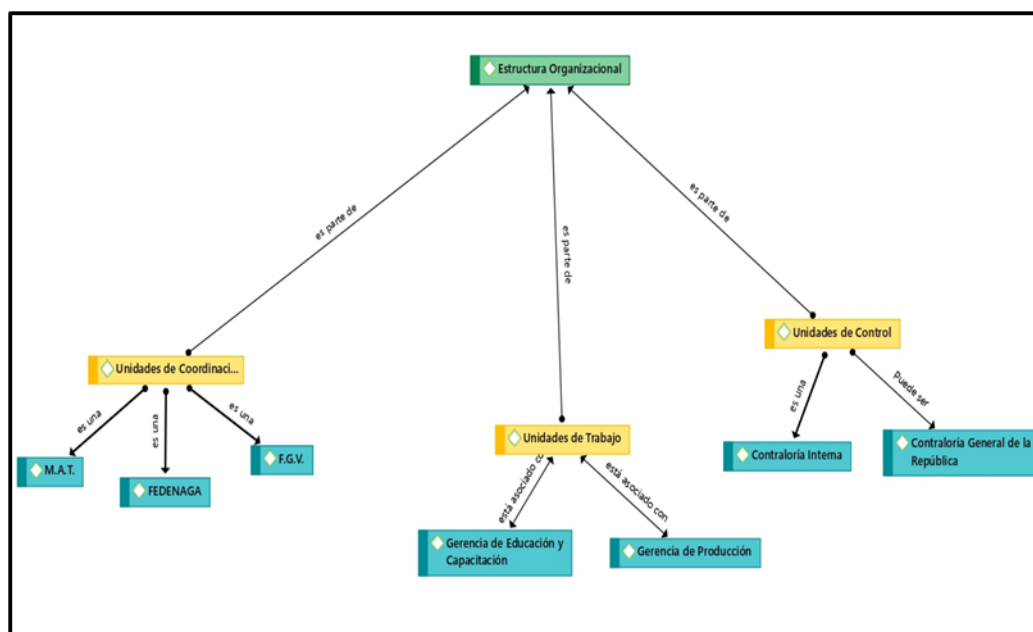 Estructura Organizacional
es parte de
es parte de
es parte de
Unidades de Control
Unidades de Coordinaci...
es una
es una
es una
es una
puede ser
M.A.T.
FEDENAGA
F.G.V.
Unidades de Trabajo
Contraloría Interna
Contraloría General de la
República
está asociado co
está asociado con
Gerencia de Educación y
Capacitación
Gerencia de Producción